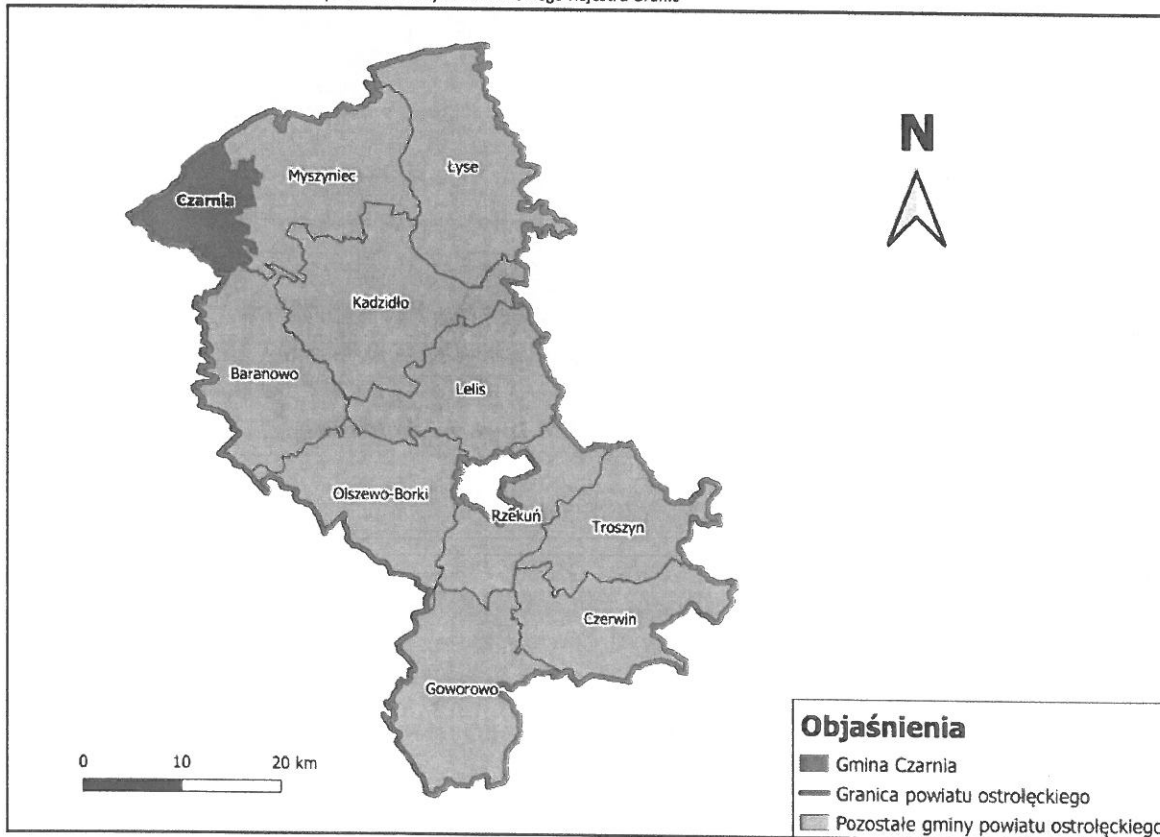 N
Łyse
Myszyniec
Czarnia
Kadzidło
Baranowo
Lelis
Olszewo-Borki
Rzekuń
Troszyn
Czerwin
Goworowo
0 10 20 km
Objaśnienia
Gmina Czarnia
Granica powiatu ostrołęckiego
Pozostałe gminy powiatu ostrołęckiego